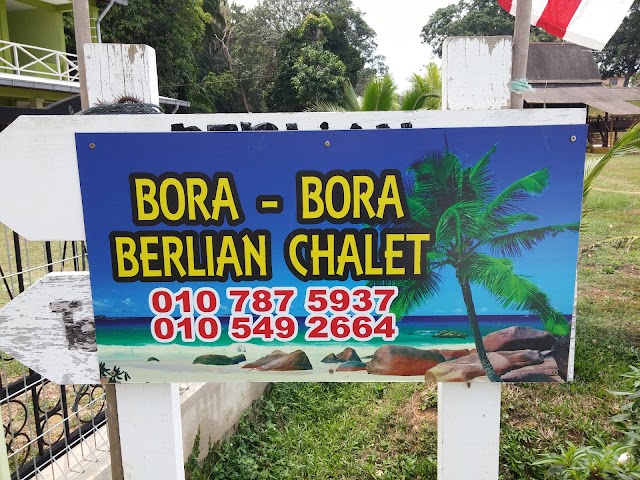 BORA - BORA
BERLIAN CHALET
010 787 5937
010 549 2664